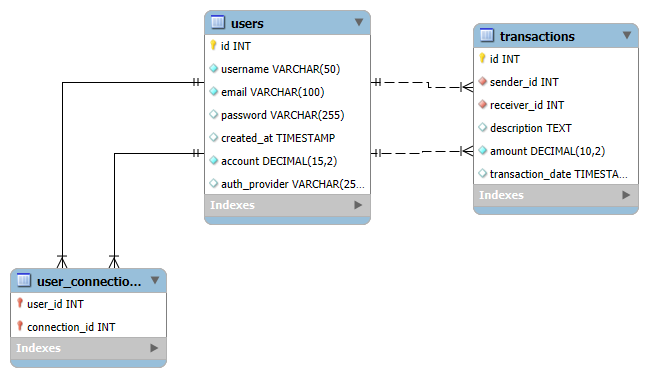 users
id INT
username VARCHAR(50)
email VARCHAR(100)
password VARCHAR(255)
created_at TIMESTAMP
account DECIMAL(15,2)
auth_provider VARCHAR(25...
Indexes
transactions
id INT
sender_id INT
receiver_id INT
description TEXT
amount DECIMAL(10,2)
transaction_date TIMESTA...
Indexes
user_connectio...
user_id INT
connection_id INT
Indexes